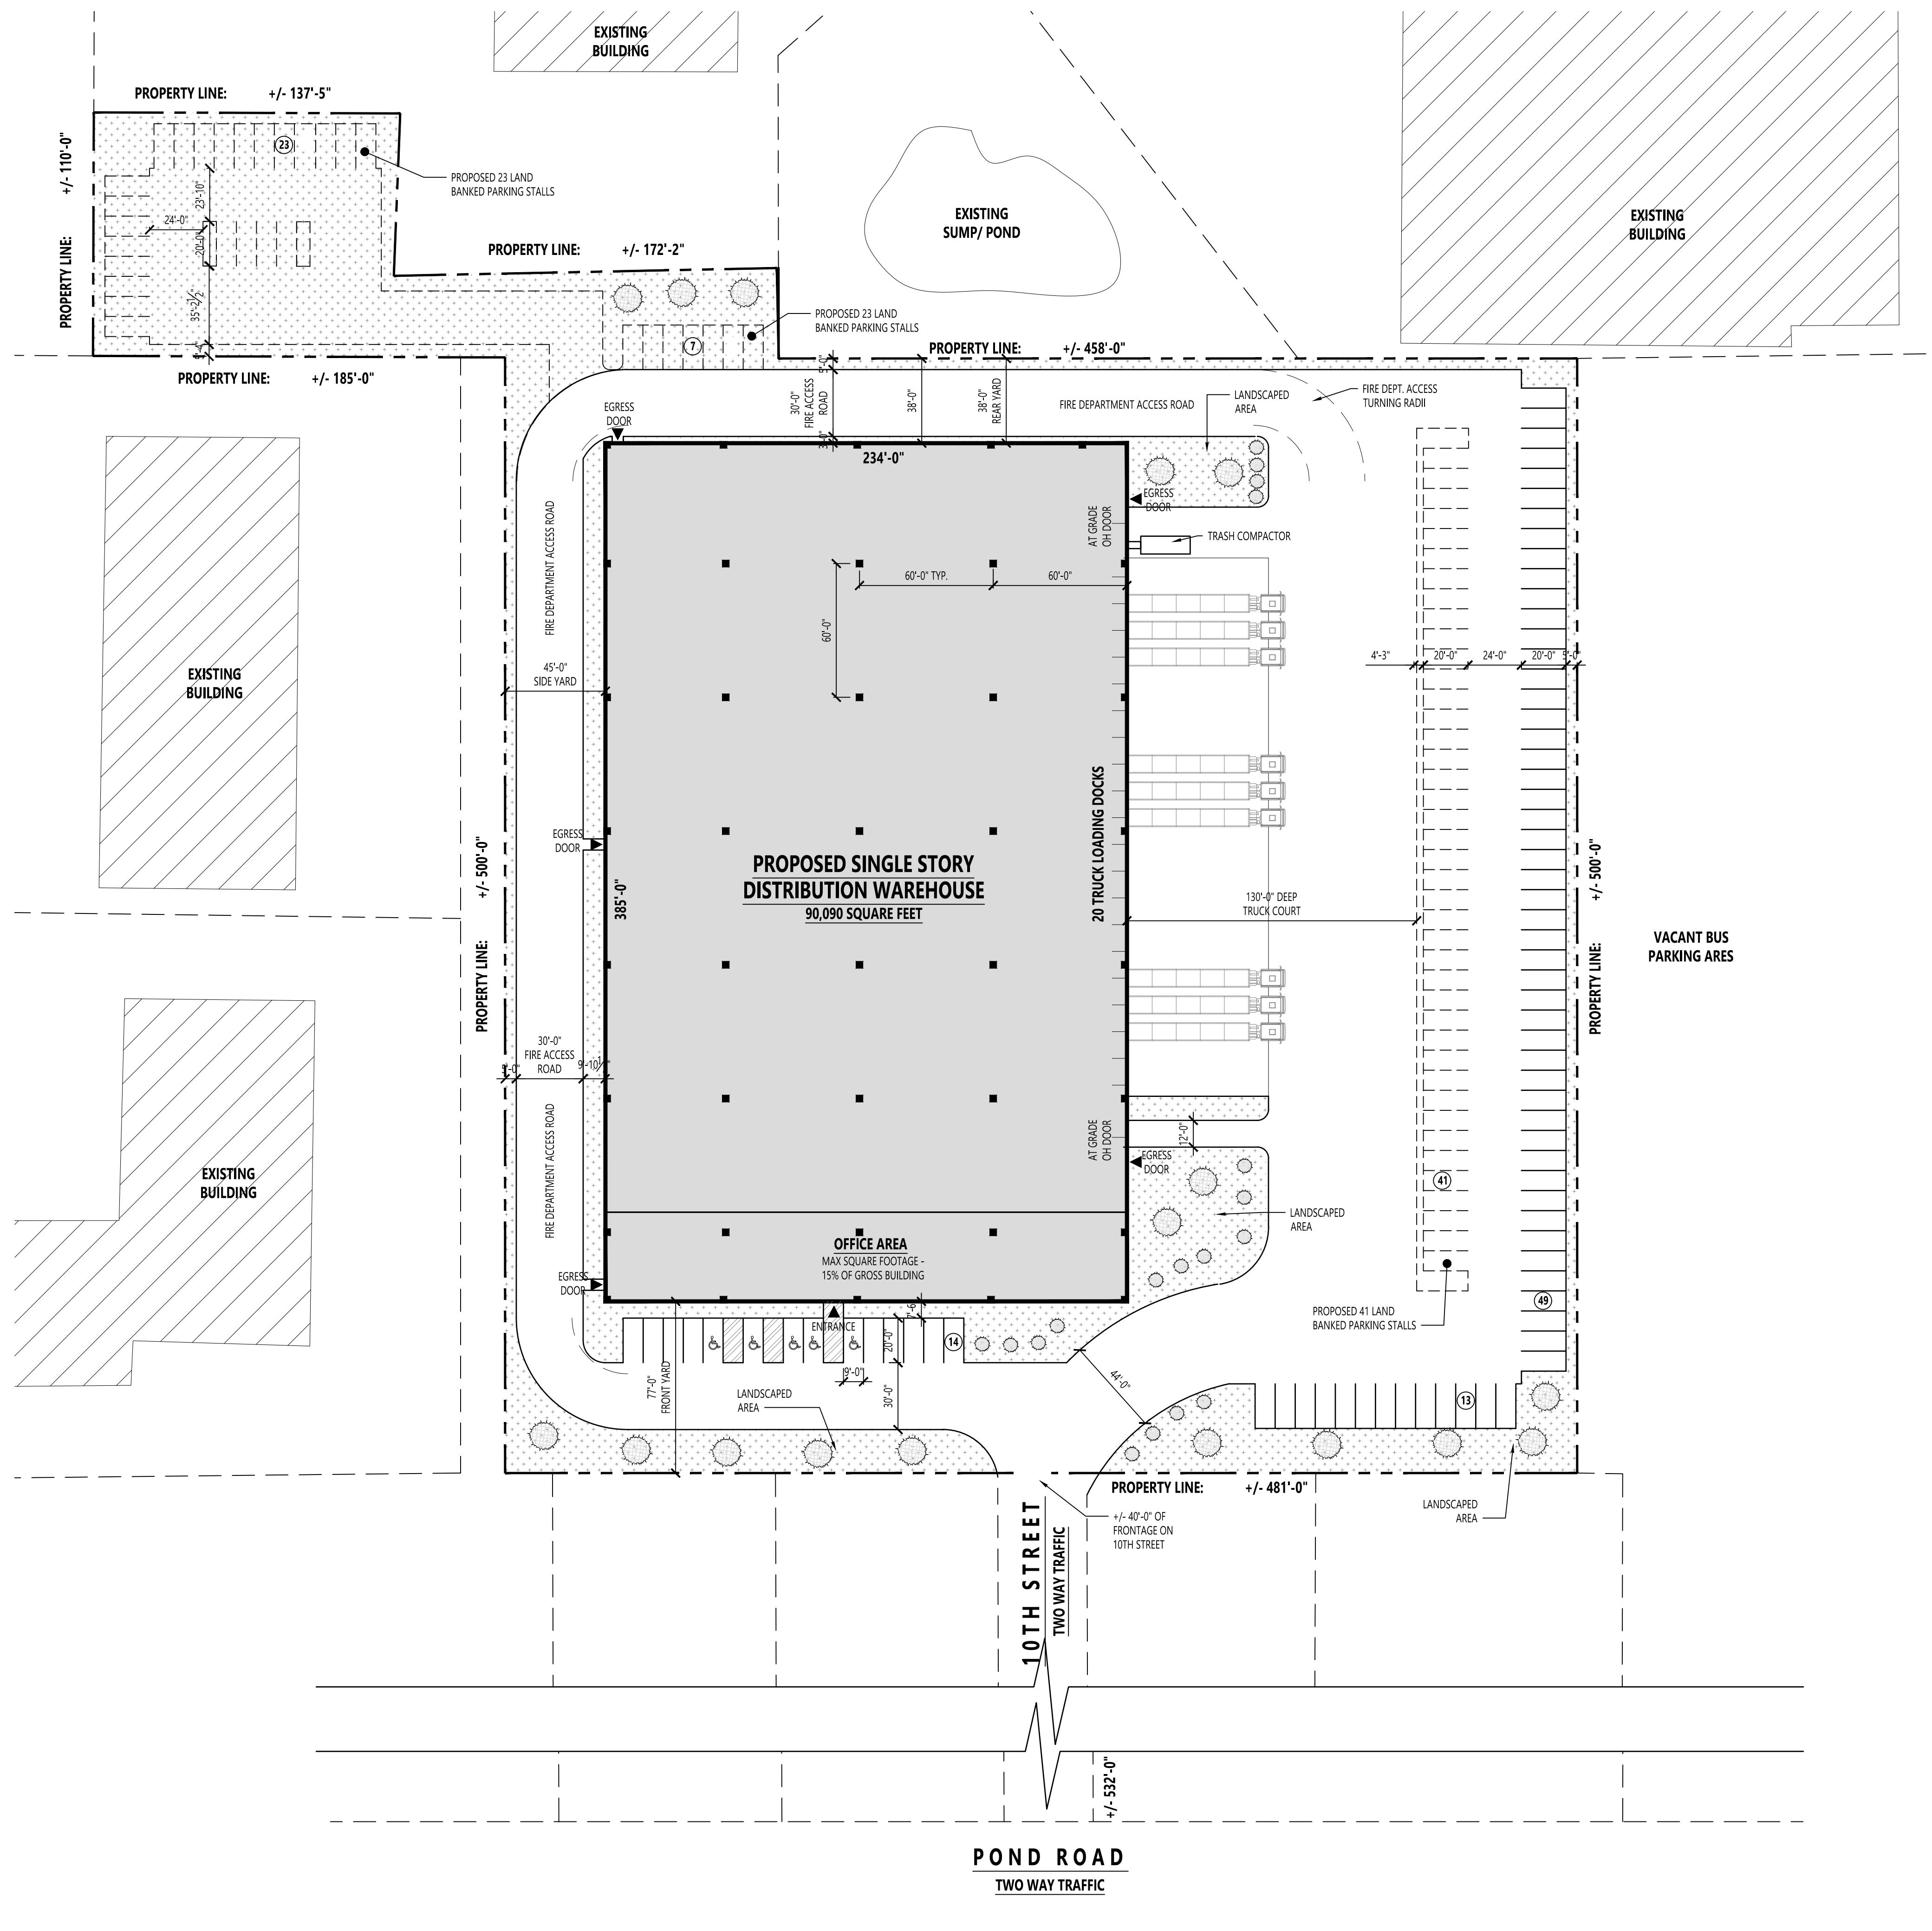 EXISTING
BUILDING
PROPERTY LINE: +/- 137'-5"
+/- 110'-0"
PROPERTY LINE:
23
PROPOSED 23 LAND
BANKED PARKING STALLS
23'-10"
24'-0"
20'-0"
35'-2½"
EXISTING
SUMP/ POND
EXISTING
BUILDING
PROPERTY LINE: +/- 172'-2"
PROPOSED 23 LAND
BANKED PARKING STALLS
7
PROPERTY LINE: +/- 458'-0"
PROPERTY LINE: +/- 185'-0"
5'-0"
30'-0"
FIRE ACCESS
ROAD
38'-0"
38'-0"
REAR YARD
3'-0"
FIRE DEPARTMENT ACCESS ROAD
LANDSCAPED
AREA
FIRE DEPT. ACCESS
TURNING RADII
EGRESS
DOOR
234'-0"
EGRESS
DOOR
AT GRADE
OH DOOR
TRASH COMPACTOR
FIRE DEPARTMENT ACCESS ROAD
60'-0" TYP.
60'-0"
60'-0"
45'-0"
SIDE YARD
4'-3"
20'-0"
24'-0"
20'-0"
5'-0"
EXISTING
BUILDING
EGRESS
DOOR
+/- 500'-0"
PROPERTY LINE:
385'-0"
PROPOSED SINGLE STORY
DISTRIBUTION WAREHOUSE
90,090 SQUARE FEET
20 TRUCK LOADING DOCKS
130'-0" DEEP
TRUCK COURT
+/- 500'-0"
PROPERTY LINE:
VACANT BUS
PARKING ARES
30'-0"
FIRE ACCESS
ROAD
5'-0"
FIRE DEPARTMENT ACCESS ROAD
AT GRADE
OH DOOR
12'-0"
EGRESS
DOOR
41
EXISTING
BUILDING
LANDSCAPED
AREA
OFFICE AREA
MAX SQUARE FOOTAGE -
15% OF GROSS BUILDING
EGRESS
DOOR
49
PROPOSED 41 LAND
BANKED PARKING STALLS
7'-6"
ENTRANCE
20'-0"
14
9'-0"
30'-0"
77'-0"
FRONT YARD
LANDSCAPED
AREA
44'-0"
13
PROPERTY LINE: +/- 481'-0"
+/- 40'-0" OF
FRONTAGE ON
10TH STREET
LANDSCAPED
AREA
10TH STREET
TWO WAY TRAFFIC
+/- 532'-0"
POND ROAD
TWO WAY TRAFFIC